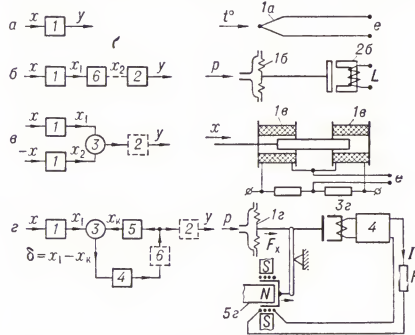 а x 1 y t° 1а e
б x 1 x₁ 6 x₂ 2 y p 1б 2б L
в x 1 x₁ 3 2 y x 1в 1в e
-x 1 x₂
г x 1 x₁ 3 xк 5 2 y p 1г Fx 3г 4 I
δ = x₁ - xк 4 6 S N S 5г